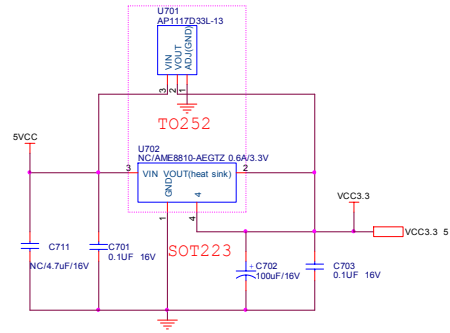 U701
AP1117D33L-13
VIN
VOUT
ADJ(GND)
3
2
1
TO252
5VCC
U702
NC/AME8810-AEGTZ 0.6A/3.3V
3
VIN VOUT(heat sink)
2
GND
4
1
4
VCC3.3
SOT223
VCC3.3 5
C711
NC/4.7uF/16V
C701
0.1UF 16V
+
C702
100uF/16V
C703
0.1UF 16V